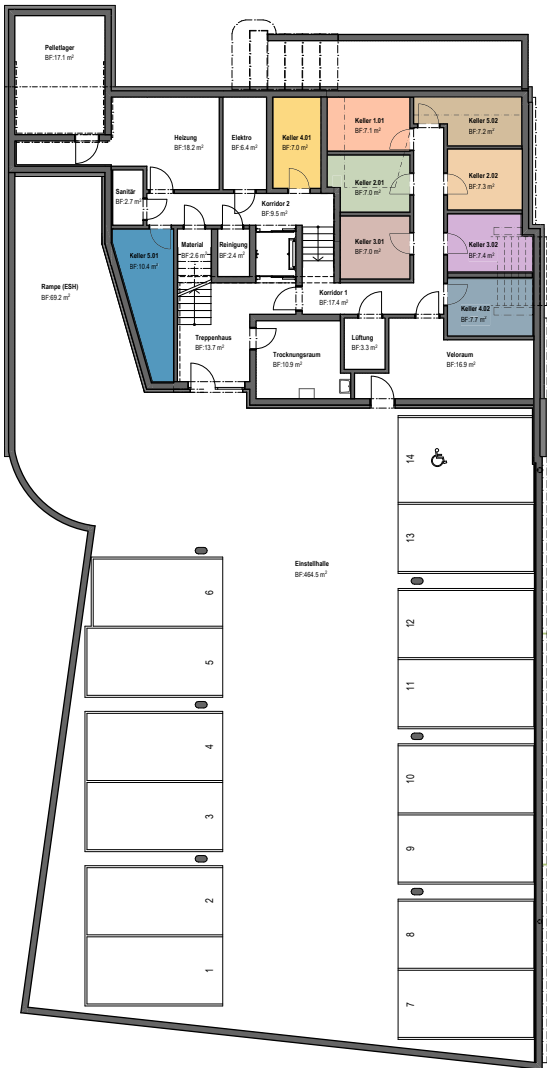 Pelletlager
BF:17.1 m²
Heizung
BF:18.2 m²
Elektro
BF:6.4 m²
Keller 4.01
BF:7.0 m²
Keller 1.01
BF:7.1 m²
Keller 5.02
BF:7.2 m²
Sanitär
BF:2.7 m²
Korridor 2
BF:9.5 m²
Keller 2.01
BF:7.0 m²
Keller 2.02
BF:7.3 m²
Keller 5.01
BF:10.4 m²
Material
BF:2.6 m²
Reinigung
BF:2.4 m²
Keller 3.01
BF:7.0 m²
Keller 3.02
BF:7.4 m²
Rampe (ESH)
BF:69.2 m²
Korridor 1
BF:17.4 m²
Keller 4.02
BF:7.7 m²
Treppenhaus
BF:13.7 m²
Trocknungsraum
BF:10.9 m²
Lüftung
BF:3.3 m²
Veloraum
BF:16.9 m²
Einstellhalle
BF:464.5 m²
14
13
12
11
10
9
8
7
6
5
4
3
2
1